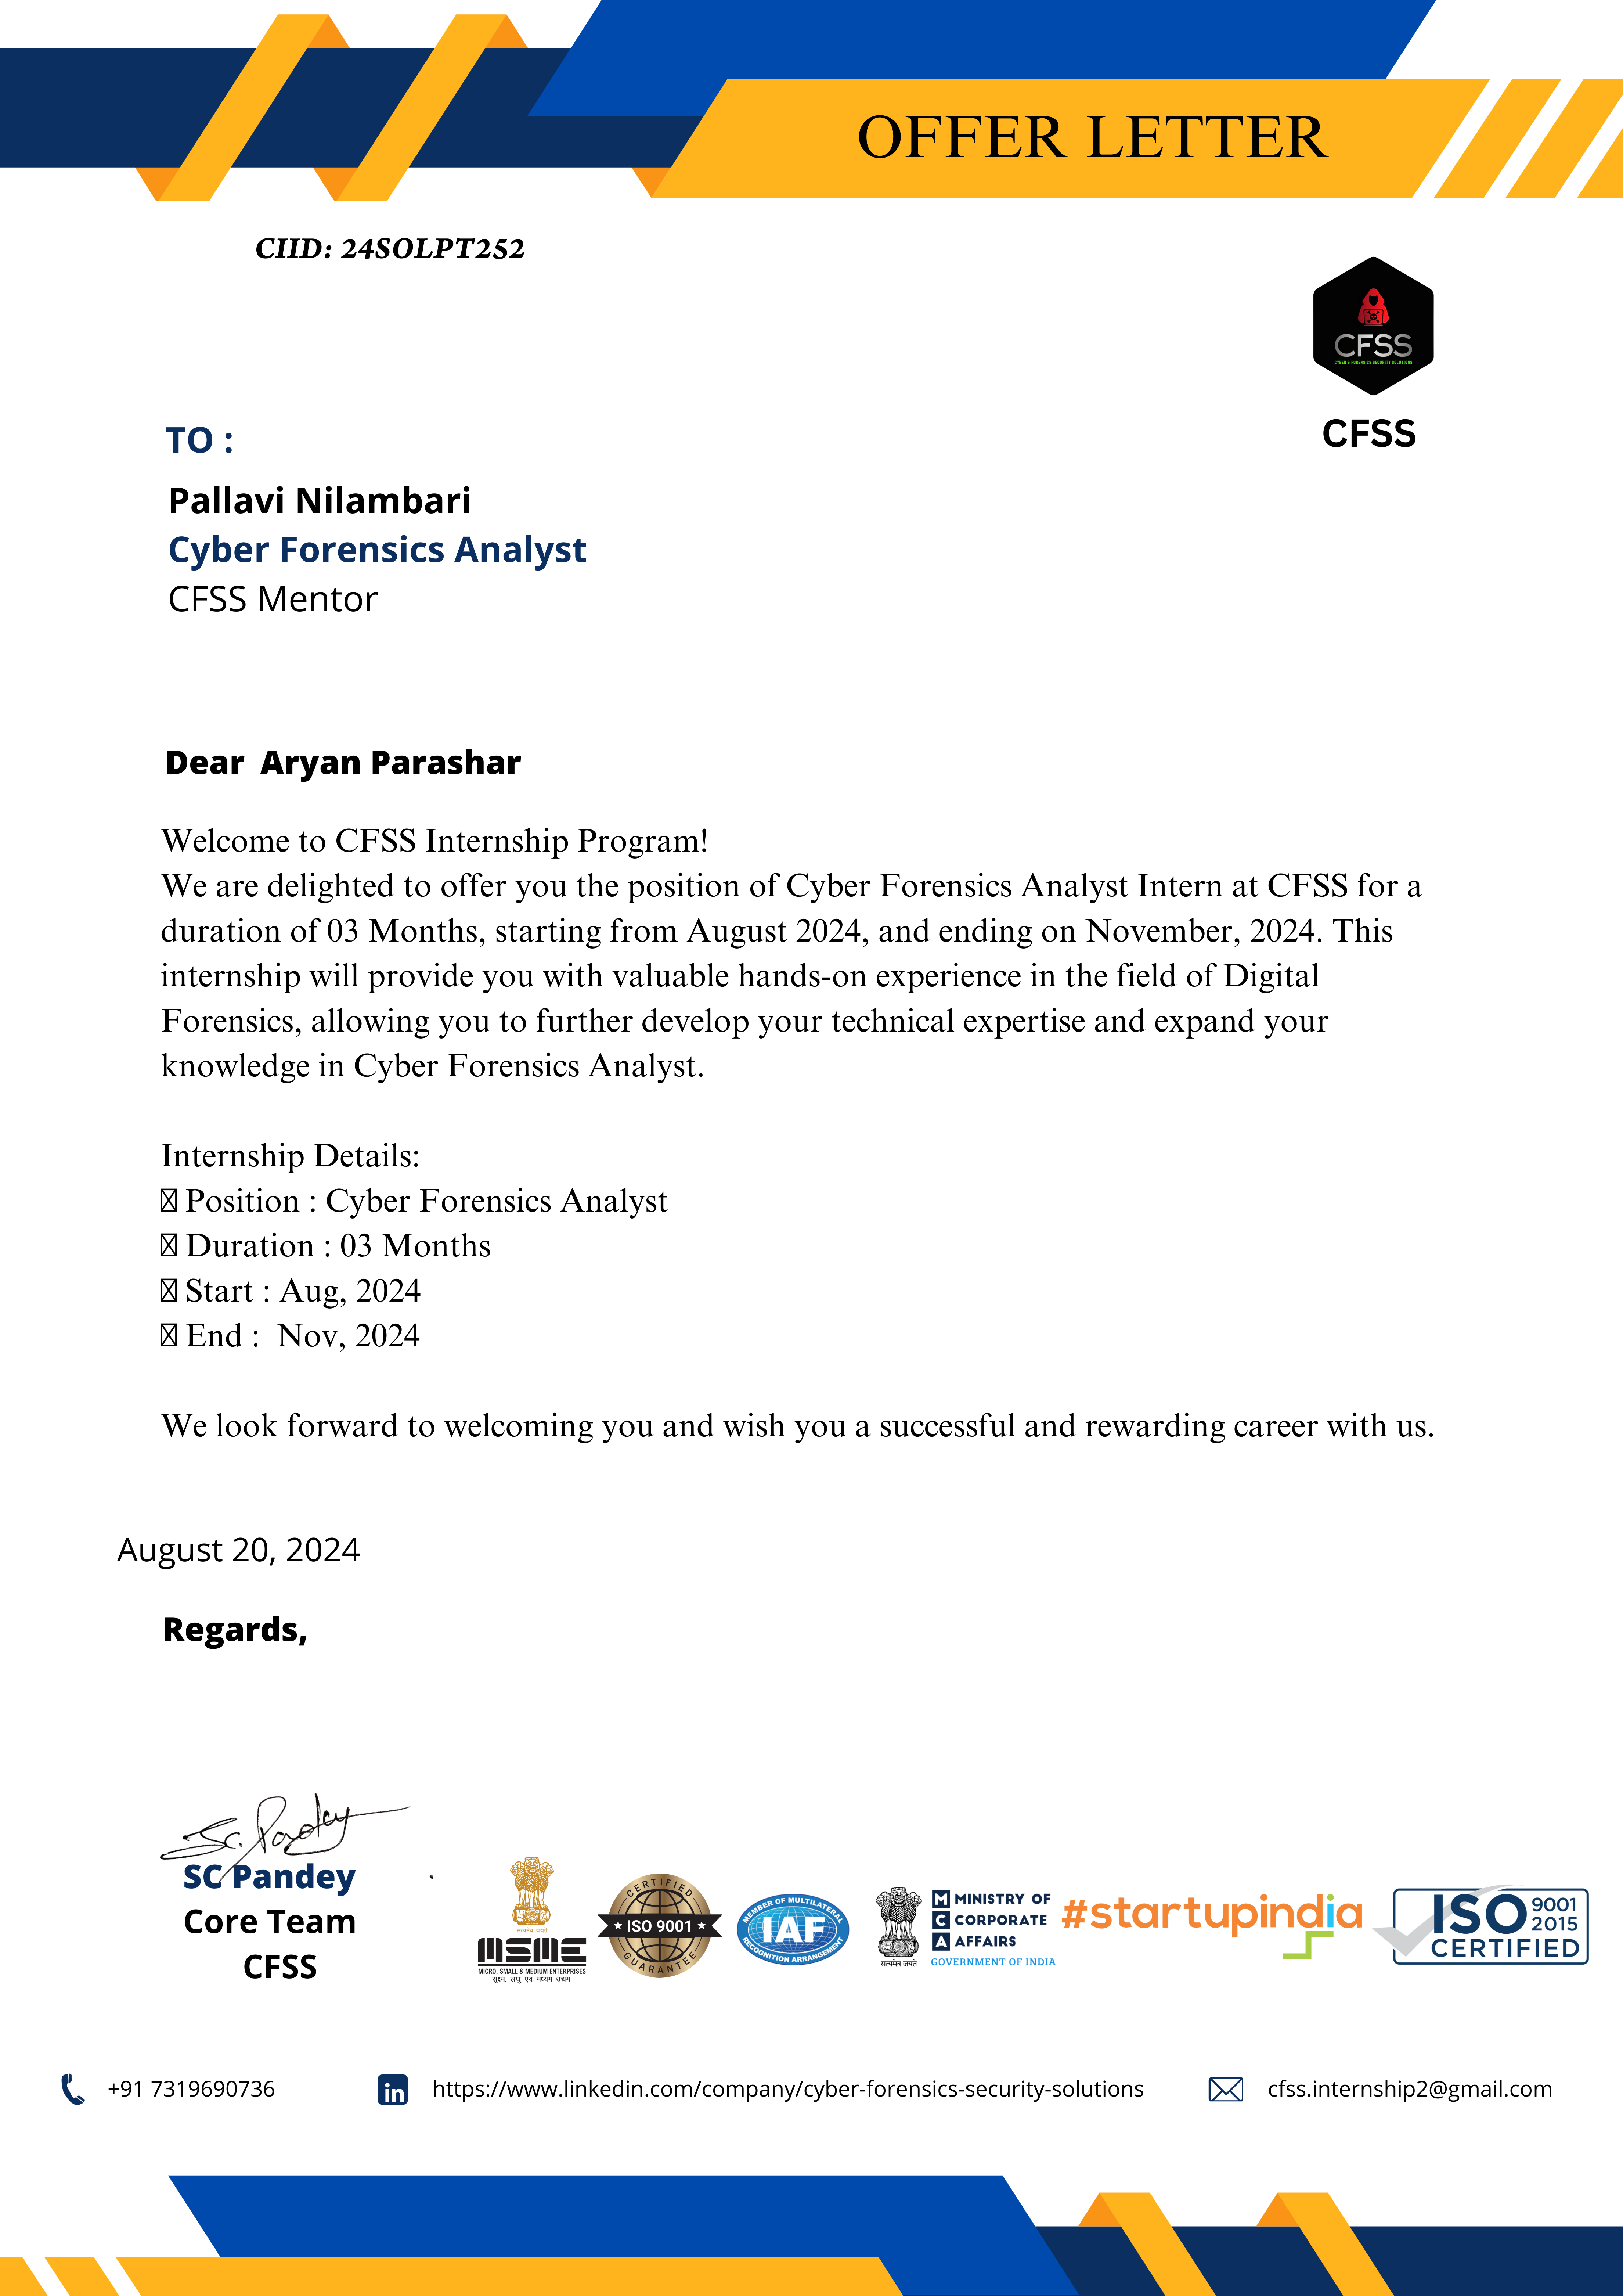 OFFER LETTER
CIID: 24SOLPT252
CFSS
CYBER & FORENSICS SECURITY SOLUTIONS
CFSS
TO :
Pallavi Nilambari
Cyber Forensics Analyst
CFSS Mentor
Dear Aryan Parashar
Welcome to CFSS Internship Program!
We are delighted to offer you the position of Cyber Forensics Analyst Intern at CFSS for a
duration of 03 Months, starting from August 2024, and ending on November, 2024. This
internship will provide you with valuable hands-on experience in the field of Digital
Forensics, allowing you to further develop your technical expertise and expand your
knowledge in Cyber Forensics Analyst.
Internship Details:
Position : Cyber Forensics Analyst
Duration : 03 Months
Start : Aug, 2024
End : Nov, 2024
We look forward to welcoming you and wish you a successful and rewarding career with us.
August 20, 2024
Regards,
Sc. Pandey
SC Pandey
Core Team
CFSS
सत्यमेव जयते
MSME
MICRO, SMALL & MEDIUM ENTERPRISES
सूक्ष्म, लघु एवं मध्यम उद्यम
CERTIFIED
ISO 9001
GUARANTEE
MEMBER OF MULTILATERAL
IAF
RECOGNITION ARRANGEMENT
सत्यमेव जयते
M MINISTRY OF
C CORPORATE
A AFFAIRS
GOVERNMENT OF INDIA
#startupindia
ISO 9001
2015
CERTIFIED
+91 7319690736
in
https://www.linkedin.com/company/cyber-forensics-security-solutions
cfss.internship2@gmail.com